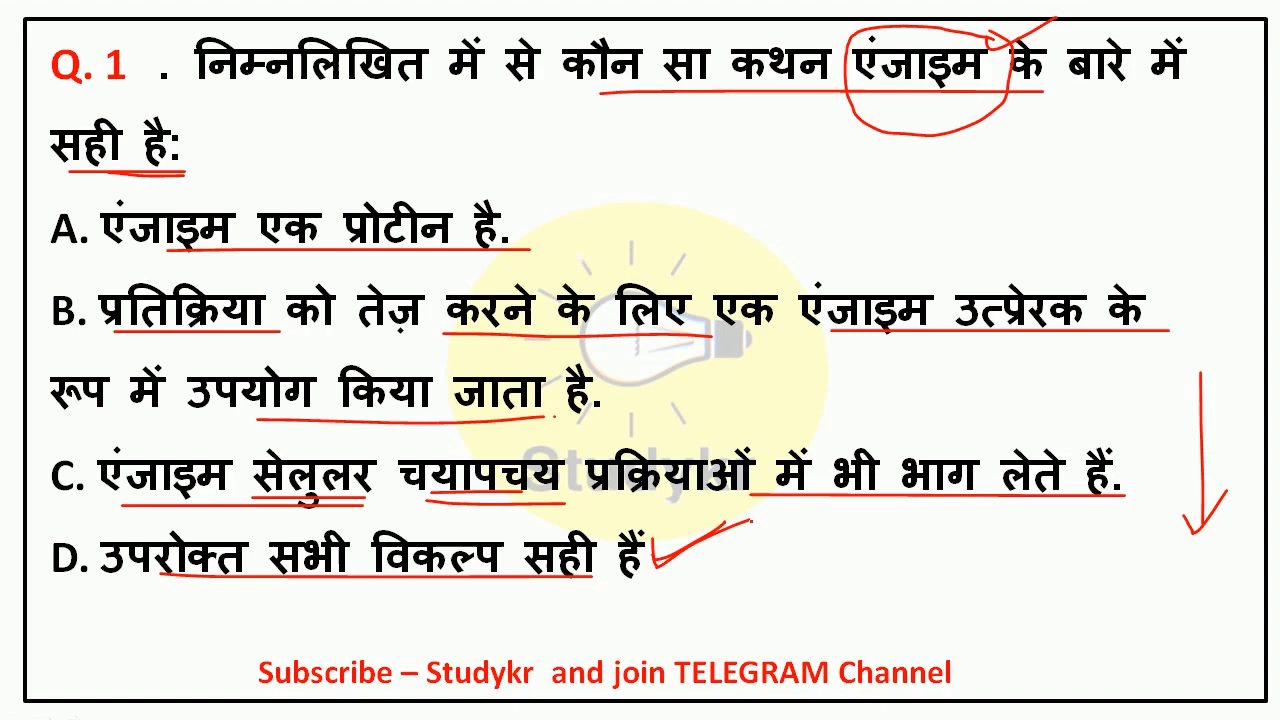 Q. 1 . निम्नलिखित में से कौन सा कथन एंजाइम के बारे में
सही है:
A. एंजाइम एक प्रोटीन है.
B. प्रतिक्रिया को तेज़ करने के लिए एक एंजाइम उत्प्रेरक के
रूप में उपयोग किया जाता है.
C. एंजाइम सेलुलर चयापचय प्रक्रियाओं में भी भाग लेते हैं.
Studykr
D. उपरोक्त सभी विकल्प सही हैं
Subscribe – Studykr and join TELEGRAM Channel